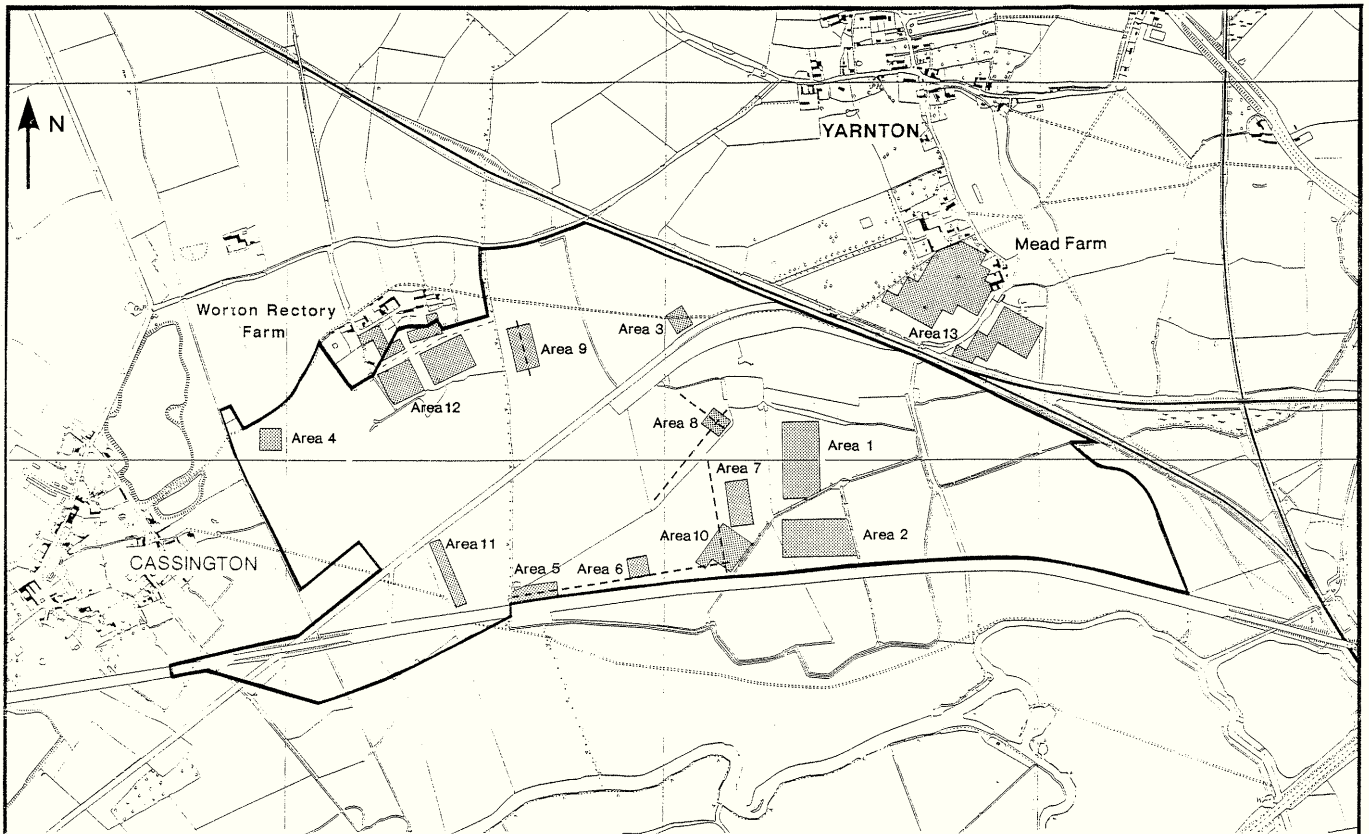 N
YARNTON
Mead Farm
Worton Rectory
Farm
Area 3
Area 13
Area 9
Area 12
Area 8
Area 4
Area 1
Area 7
Area 10
Area 2
Area 11
CASSINGTON
Area 5
Area 6